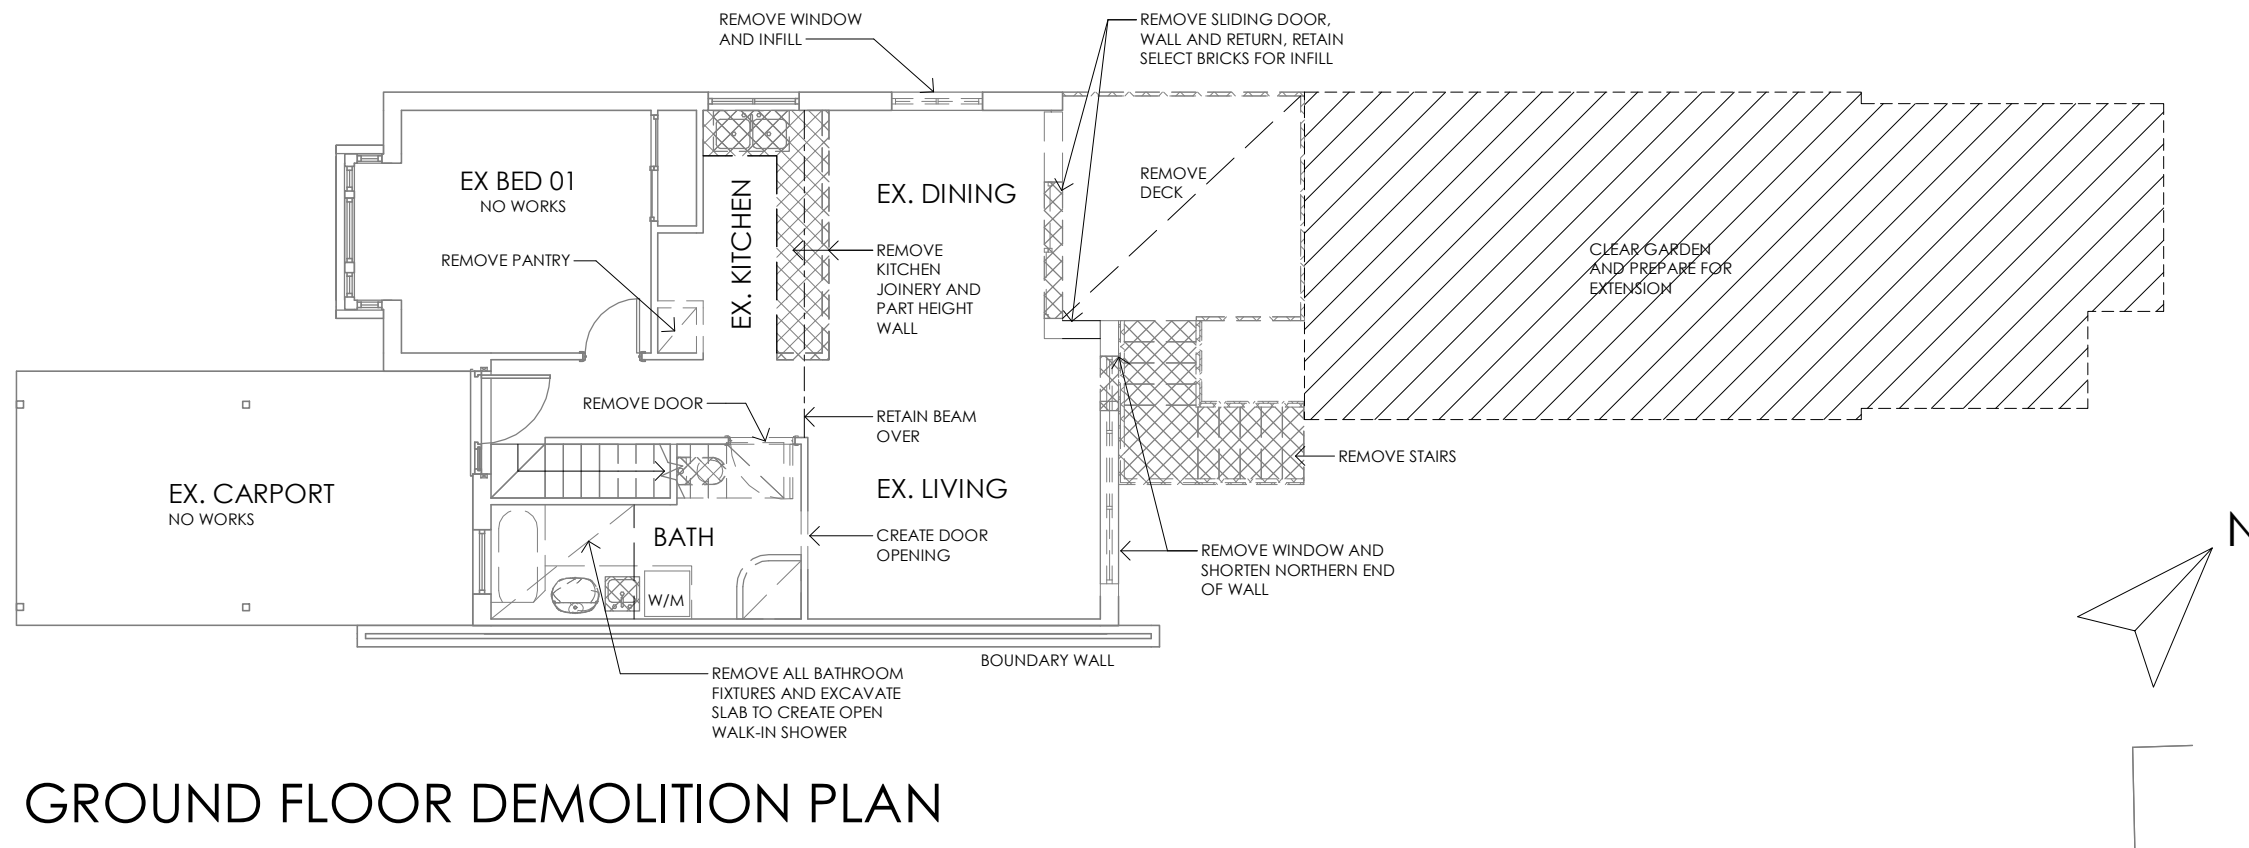 REMOVE WINDOW
AND INFILL
REMOVE SLIDING DOOR,
WALL AND RETURN, RETAIN
SELECT BRICKS FOR INFILL
EX BED 01
NO WORKS
EX. KITCHEN
EX. DINING
REMOVE
DECK
REMOVE PANTRY
REMOVE
KITCHEN
JOINERY AND
PART HEIGHT
WALL
CLEAR GARDEN
AND PREPARE FOR
EXTENSION
REMOVE DOOR
RETAIN BEAM
OVER
REMOVE STAIRS
EX. CARPORT
NO WORKS
EX. LIVING
BATH
CREATE DOOR
OPENING
REMOVE WINDOW AND
SHORTEN NORTHERN END
OF WALL
W/M
N
BOUNDARY WALL
REMOVE ALL BATHROOM
FIXTURES AND EXCAVATE
SLAB TO CREATE OPEN
WALK-IN SHOWER
GROUND FLOOR DEMOLITION PLAN